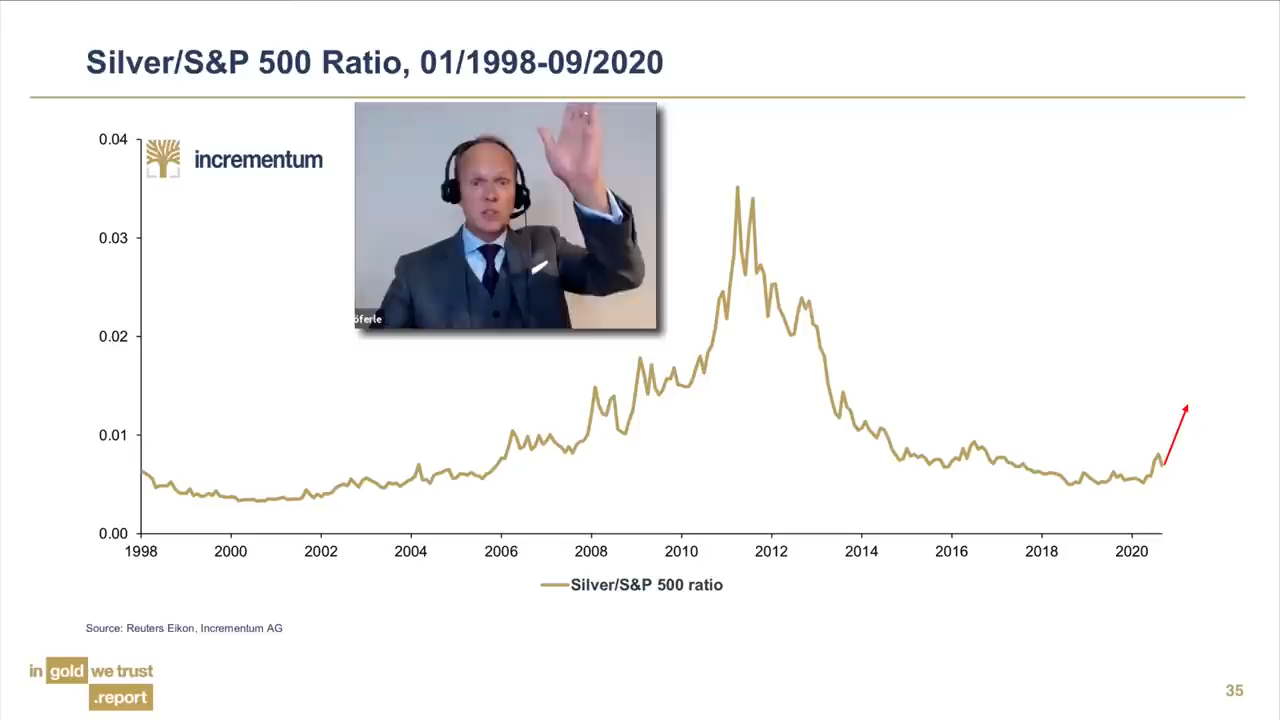 Silver/S&P 500 Ratio, 01/1998-09/2020
incrementum
öferle
0.04
0.03
0.02
0.01
0.00
1998 2000 2002 2004 2006 2008 2010 2012 2014 2016 2018 2020
Silver/S&P 500 ratio
Source: Reuters Eikon, Incrementum AG
in gold we trust
.report
35